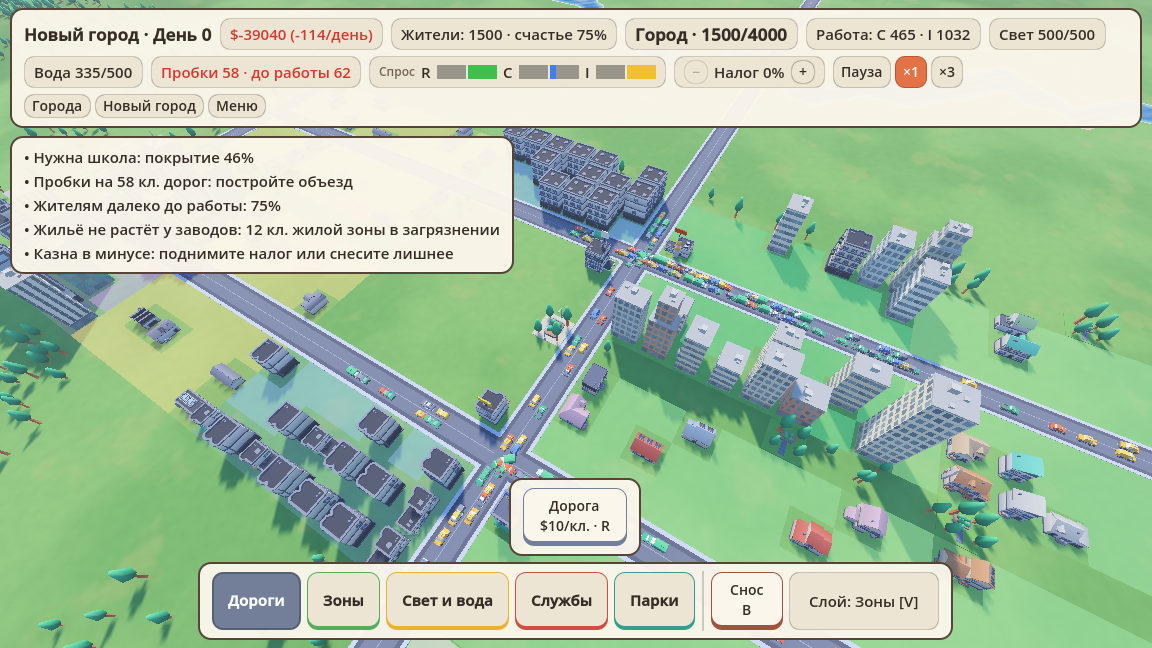 Новый город · День 0
$-39040 (-114/день)
Жители: 1500 · счастье 75%
Город · 1500/4000
Работа: C 465 · I 1032
Свет 500/500
Вода 335/500
Пробки 58 · до работы 62
Спрос R C I
− Налог 0% +
Пауза
×1
×3
Города
Новый город
Меню
• Нужна школа: покрытие 46%
• Пробки на 58 кл. дорог: постройте объезд
• Жителям далеко до работы: 75%
• Жильё не растёт у заводов: 12 кл. жилой зоны в загрязнении
• Казна в минусе: поднимите налог или снесите лишнее
Дорога
$10/кл. · R
Дороги
Зоны
Свет и вода
Службы
Парки
Снос
B
Слой: Зоны [V]